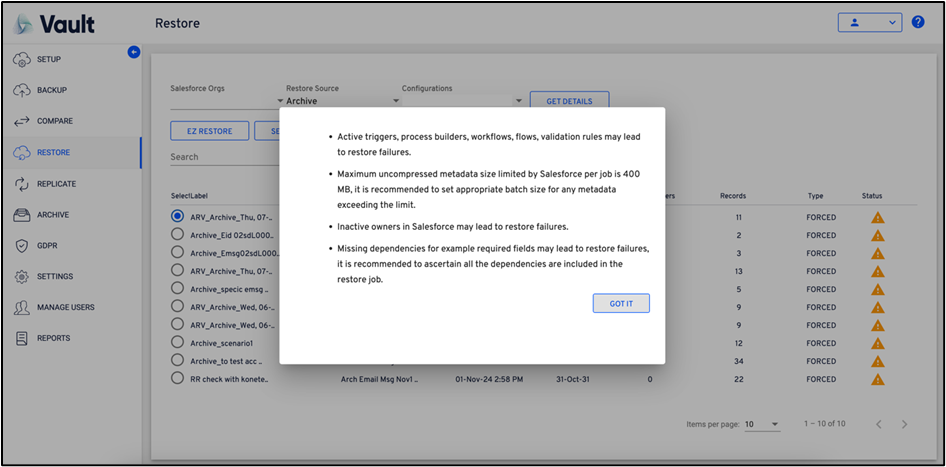 Vault
Restore
?
SETUP
BACKUP
COMPARE
RESTORE
REPLICATE
ARCHIVE
GDPR
SETTINGS
MANAGE USERS
REPORTS
Salesforce Orgs
Restore Source
Configurations
Archive
GET DETAILS
EZ RESTORE
SE
Search
• Active triggers, process builders, workflows, flows, validation rules may lead
to restore failures.
• Maximum uncompressed metadata size limited by Salesforce per job is 400
MB, it is recommended to set appropriate batch size for any metadata
exceeding the limit.
• Inactive owners in Salesforce may lead to restore failures.
• Missing dependencies for example required fields may lead to restore failures,
it is recommended to ascertain all the dependencies are included in the
restore job.
GOT IT
Select Label ers Records Type Status
ARV_Archive_Thu, 07-.. 11 FORCED
Archive_Eid 02sdL000.. 2 FORCED
Archive_Emsg02sdL000.. 3 FORCED
ARV_Archive_Thu, 07-.. 13 FORCED
Archive_specic emsg .. 5 FORCED
ARV_Archive_Wed, 06-.. 9 FORCED
ARV_Archive_Wed, 06-.. 9 FORCED
Archive_scenario1 12 FORCED
Archive_to test acc .. 34 FORCED
RR check with konete.. Arch Email Msg Nov1 .. 01-Nov-24 2:58 PM 31-Oct-31 0 22 FORCED
Items per page: 10 1 – 10 of 10